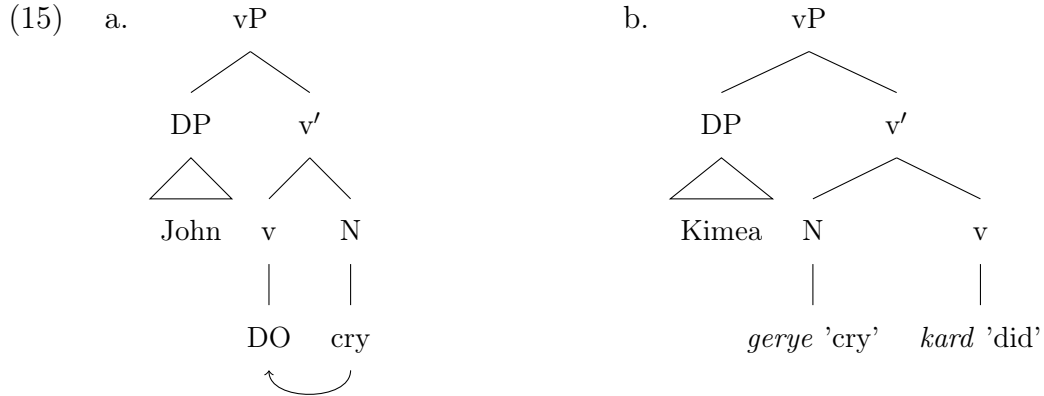 (15) a. vP b. vP
DP v′ DP v′
John v N Kimea N v
DO cry gerye 'cry' kard 'did'